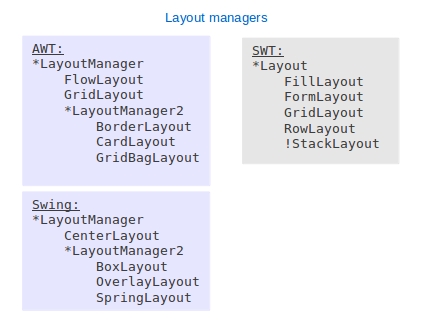 Layout managers
AWT:
*LayoutManager
FlowLayout
GridLayout
*LayoutManager2
BorderLayout
CardLayout
GridBagLayout
Swing:
*LayoutManager
CenterLayout
*LayoutManager2
BoxLayout
OverlayLayout
SpringLayout
SWT:
*Layout
FillLayout
FormLayout
GridLayout
RowLayout
!StackLayout